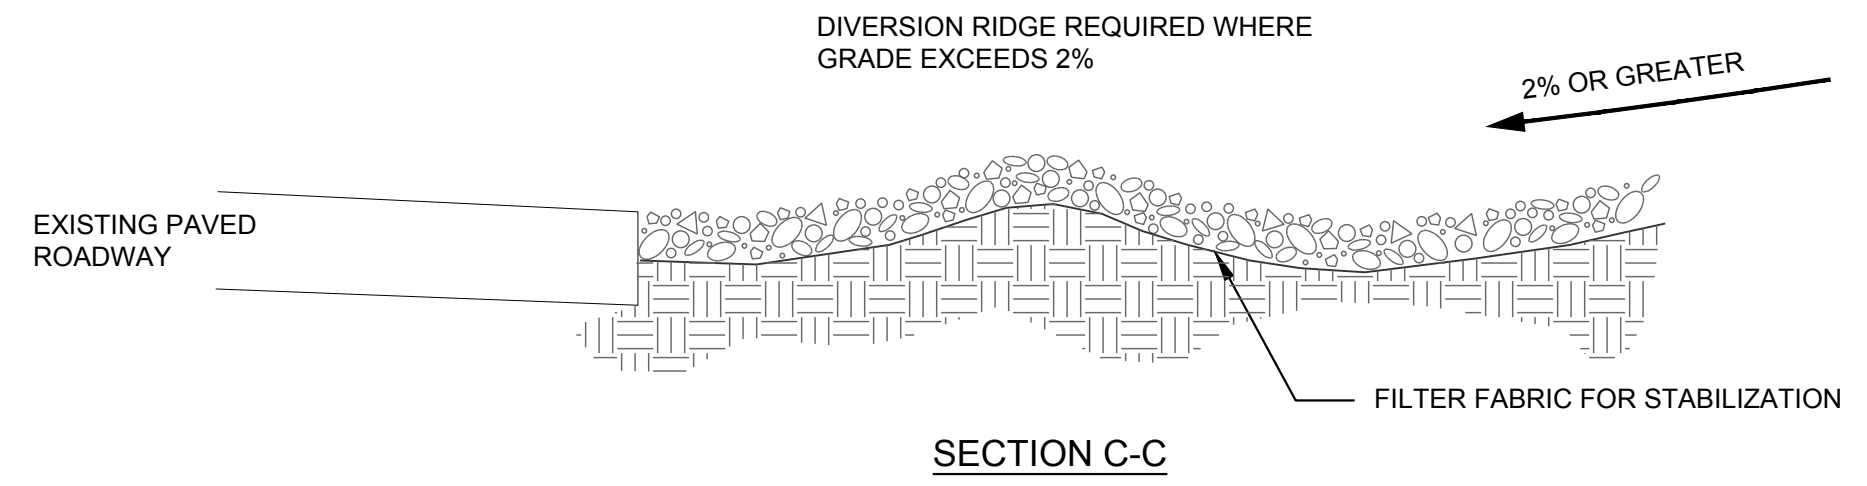 DIVERSION RIDGE REQUIRED WHERE
GRADE EXCEEDS 2%
2% OR GREATER
EXISTING PAVED
ROADWAY
FILTER FABRIC FOR STABILIZATION
SECTION C-C